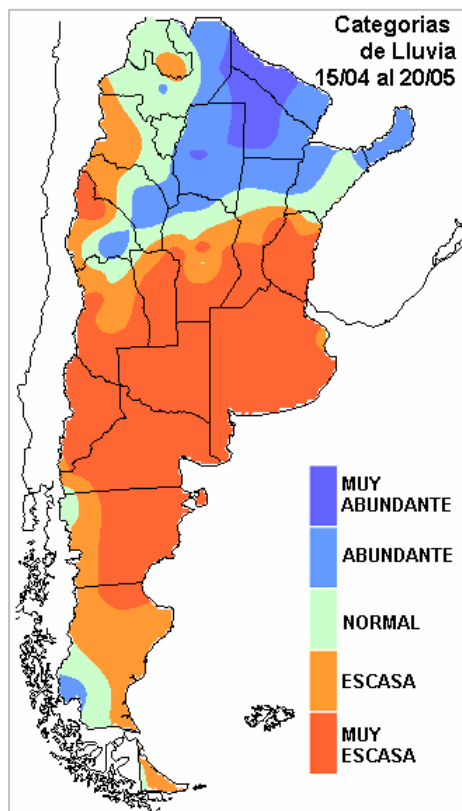 Categorias
de Lluvia
15/04 al 20/05
MUY
ABUNDANTE
ABUNDANTE
NORMAL
ESCASA
MUY
ESCASA